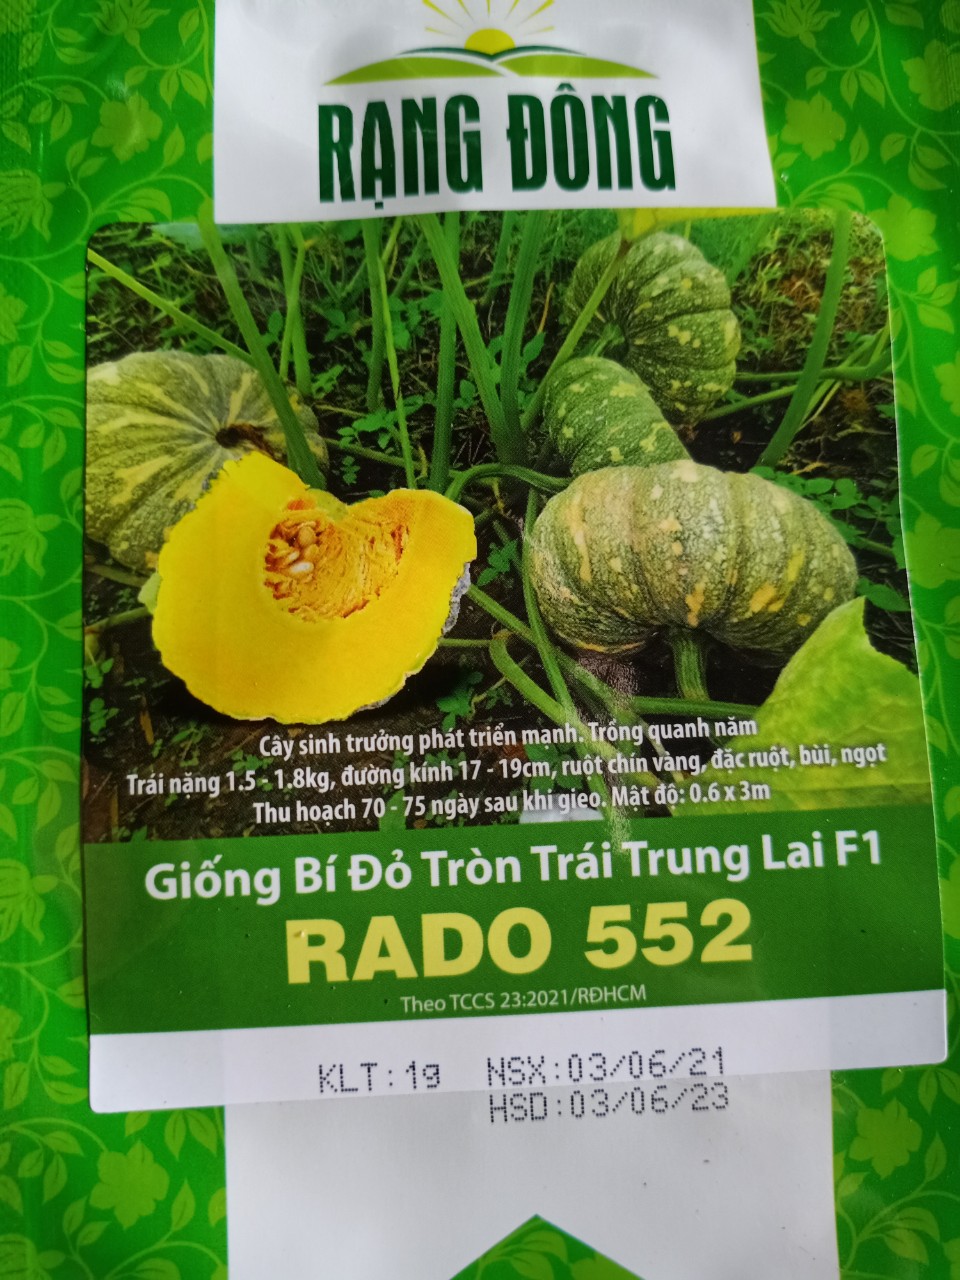 RẠNG ĐÔNG
Cây sinh trưởng phát triển mạnh. Trồng quanh năm
Trái nặng 1.5 - 1.8kg, đường kính 17 - 19cm, ruột chín vàng, đặc ruột, bùi, ngọt
Thu hoạch 70 - 75 ngày sau khi gieo. Mật độ: 0.6 x 3m
Giống Bí Đỏ Tròn Trái Trung Lai F1
RADO 552
Theo TCCS 23:2021/RĐHCM
KLT:1g NSX:03/06/21
HSD:03/06/23